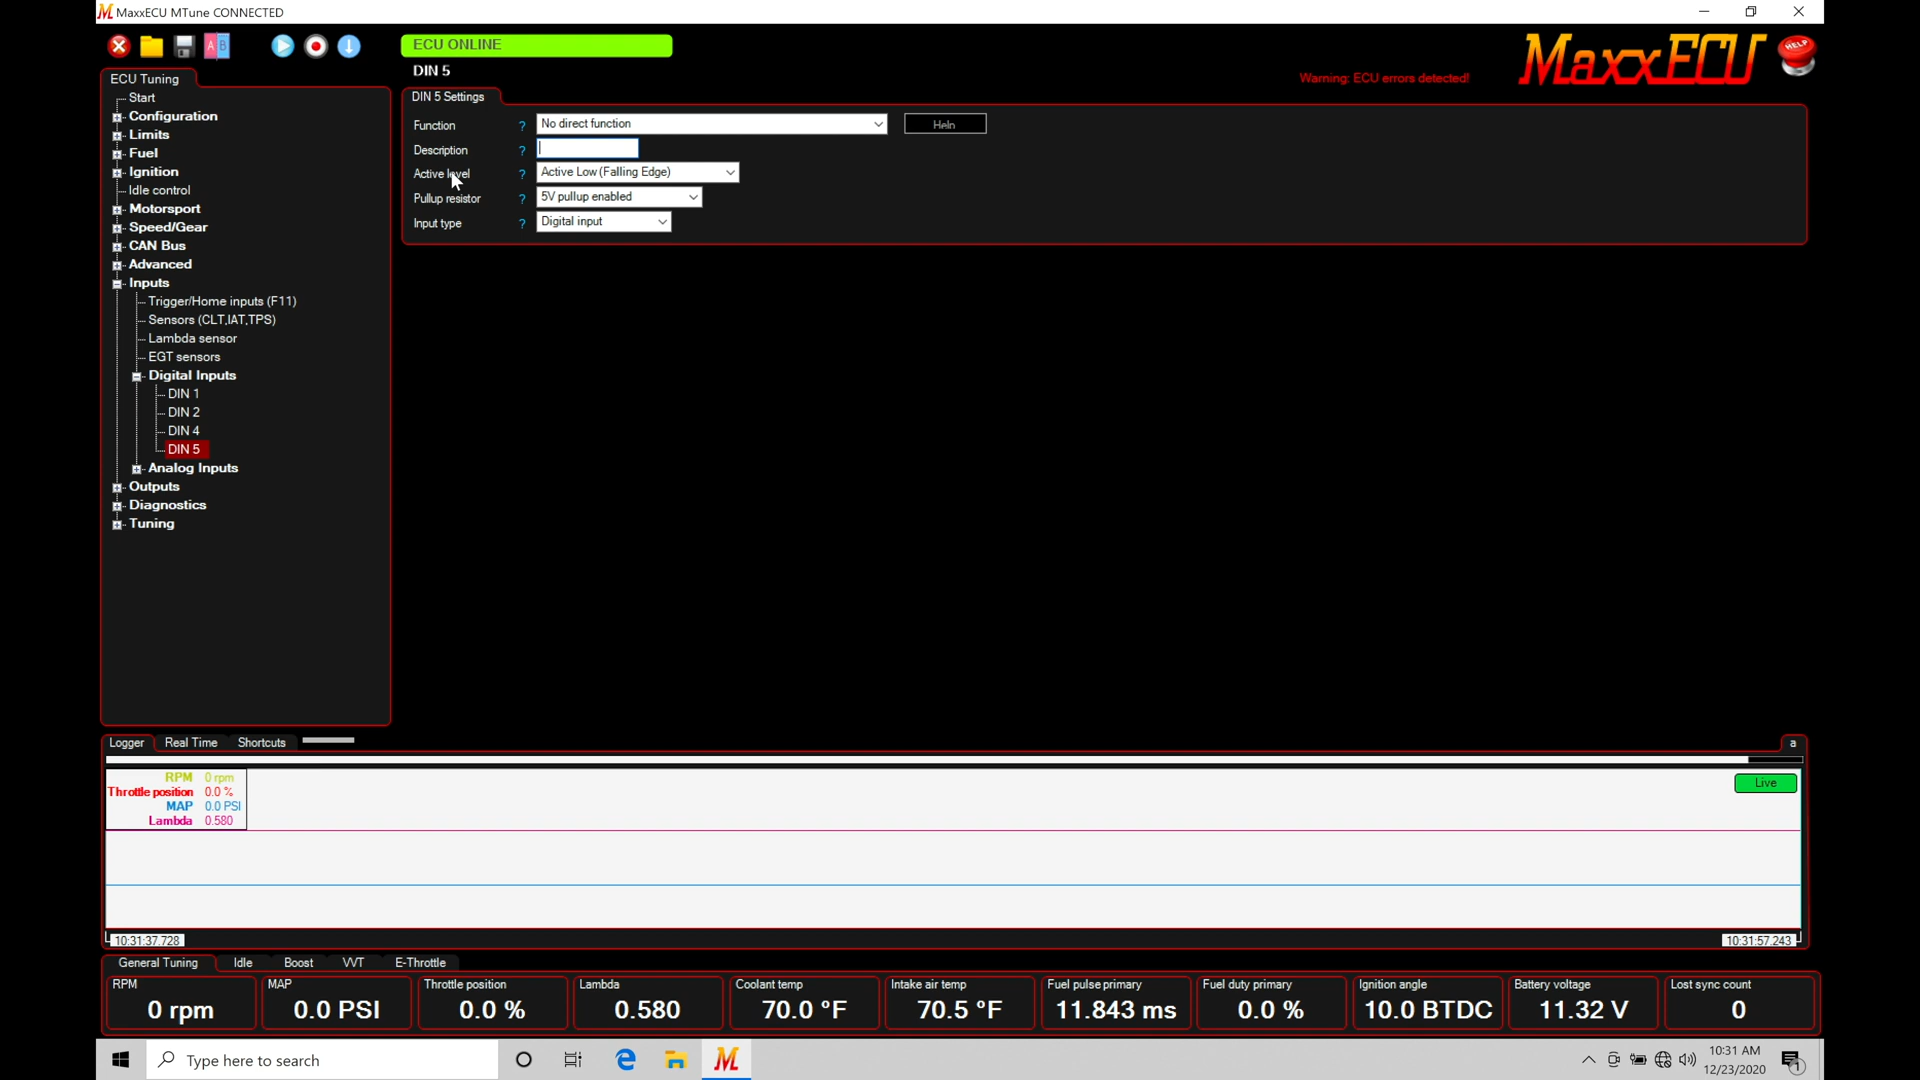 MaxxECU MTune CONNECTED
A B
ECU ONLINE
DIN 5
Warning: ECU errors detected!
MaxxECU
HELP
ECU Tuning
Start
Configuration
Limits
Fuel
Ignition
Idle control
Motorsport
Speed/Gear
CAN Bus
Advanced
Inputs
Trigger/Home inputs (F11)
Sensors (CLT,IAT,TPS)
Lambda sensor
EGT sensors
Digital Inputs
DIN 1
DIN 2
DIN 4
DIN 5
Analog Inputs
Outputs
Diagnostics
Tuning
DIN 5 Settings
Function ? No direct function Help
Description ?
Active level ? Active Low (Falling Edge)
Pullup resistor ? 5V pullup enabled
Input type ? Digital input
Logger Real Time Shortcuts a
RPM 0 rpm
Throttle position 0.0 %
MAP 0.0 PSI
Lambda 0.580
Live
10:31:37.728 10:31:57.243
General Tuning Idle Boost VVT E-Throttle
RPM MAP Throttle position Lambda Coolant temp Intake air temp Fuel pulse primary Fuel duty primary Ignition angle Battery voltage Lost sync count
0 rpm 0.0 PSI 0.0 % 0.580 70.0 °F 70.5 °F 11.843 ms 0.0 % 10.0 BTDC 11.32 V 0
Type here to search
10:31 AM
12/23/2020
1